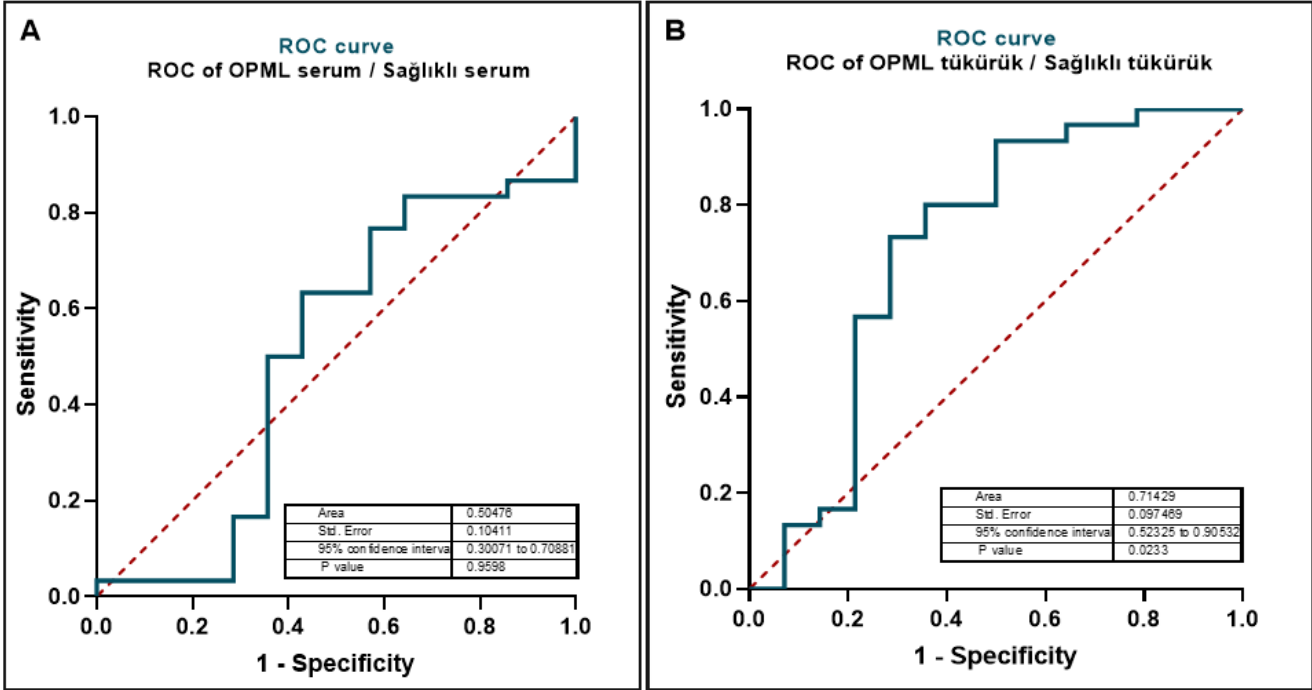 A
ROC curve
ROC of OPML serum / Sağlıklı serum
1.0
0.8
0.6
0.4
0.2
0.0
Sensitivity
Area 0.50476
Std. Error 0.10411
95% confidence interva 0.30071 to 0.70881
P value 0.9598
0.0 0.2 0.4 0.6 0.8 1.0
1 - Specificity
B
ROC curve
ROC of OPML tükürük / Sağlıklı tükürük
1.0
0.8
0.6
0.4
0.2
0.0
Sensitivity
Area 0.71429
Std. Error 0.097469
95% confidence interva 0.52325 to 0.90532
P value 0.0233
0.0 0.2 0.4 0.6 0.8 1.0
1 - Specificity